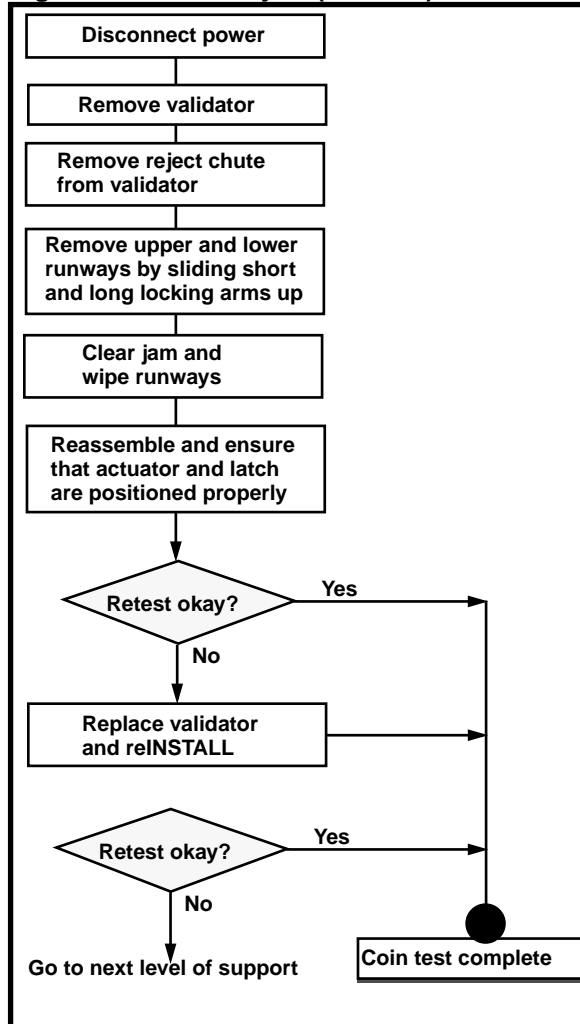 Disconnect power
Remove validator
Remove reject chute
from validator
Remove upper and lower
runways by sliding short
and long locking arms up
Clear jam and
wipe runways
Reassemble and ensure
that actuator and latch
are positioned properly
Retest okay?
Yes
No
Replace validator
and reINSTALL
Retest okay?
Yes
No
Go to next level of support
Coin test complete